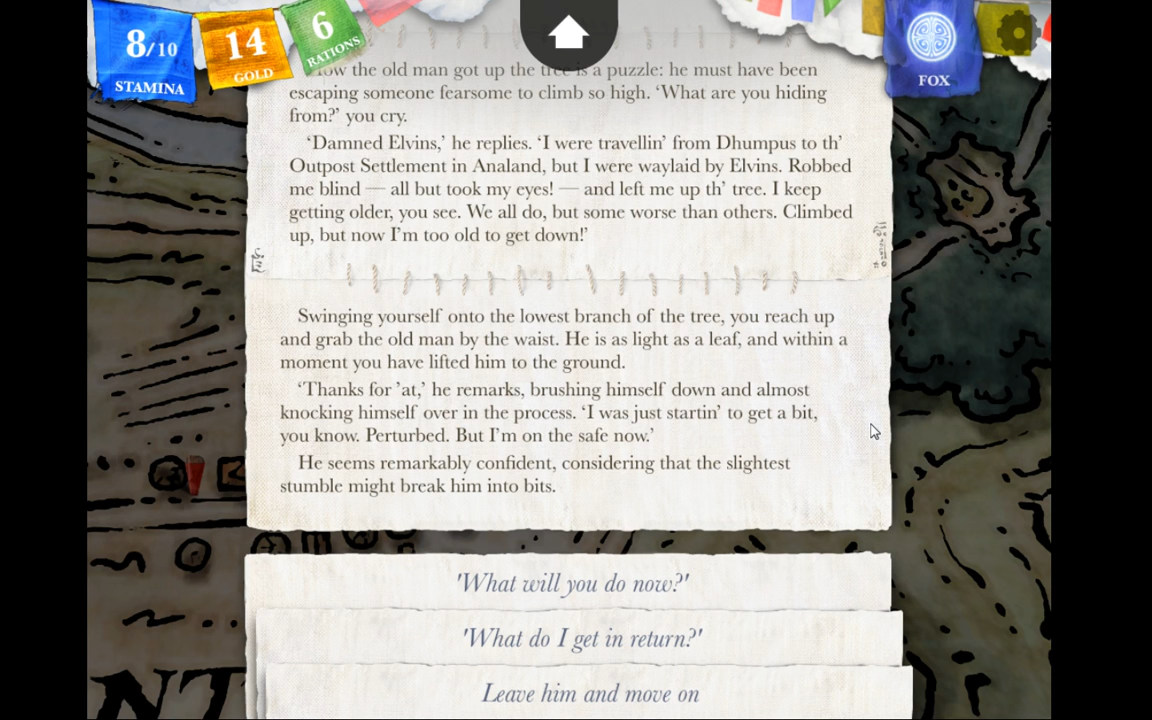 8/10
STAMINA
14
GOLD
6
RATIONS
FOX
How the old man got up the tree is a puzzle: he must have been
escaping someone fearsome to climb so high. ‘What are you hiding
from?’ you cry.
‘Damned Elvins,’ he replies. ‘I were travellin’ from Dhumpus to th’
Outpost Settlement in Analand, but I were waylaid by Elvins. Robbed
me blind — all but took my eyes! — and left me up th’ tree. I keep
getting older, you see. We all do, but some worse than others. Climbed
up, but now I’m too old to get down!’
Swinging yourself onto the lowest branch of the tree, you reach up
and grab the old man by the waist. He is as light as a leaf, and within a
moment you have lifted him to the ground.
‘Thanks for ’at,’ he remarks, brushing himself down and almost
knocking himself over in the process. ‘I was just startin’ to get a bit,
you know. Perturbed. But I’m on the safe now.’
He seems remarkably confident, considering that the slightest
stumble might break him into bits.
'What will you do now?'
'What do I get in return?'
Leave him and move on
NT